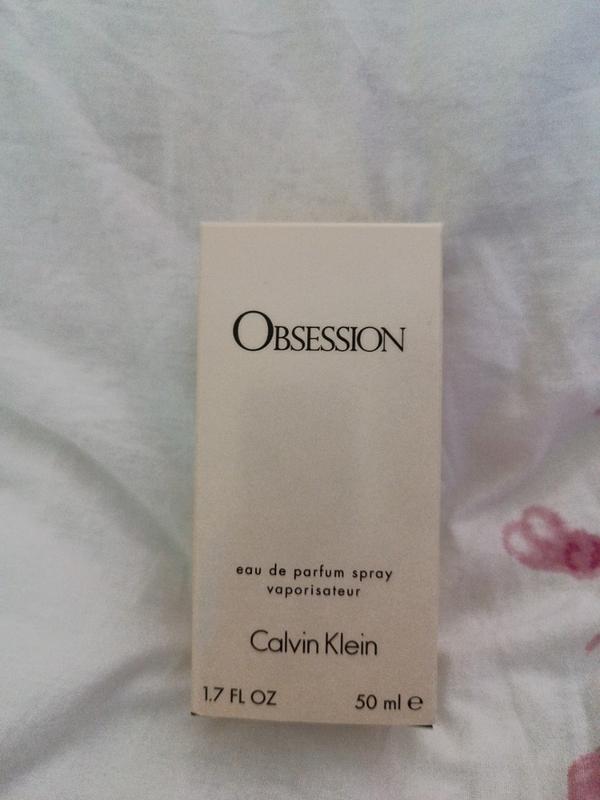 OBSESSION
eau de parfum spray
vaporisateur
Calvin Klein
1.7 FL OZ 50 ml ℮